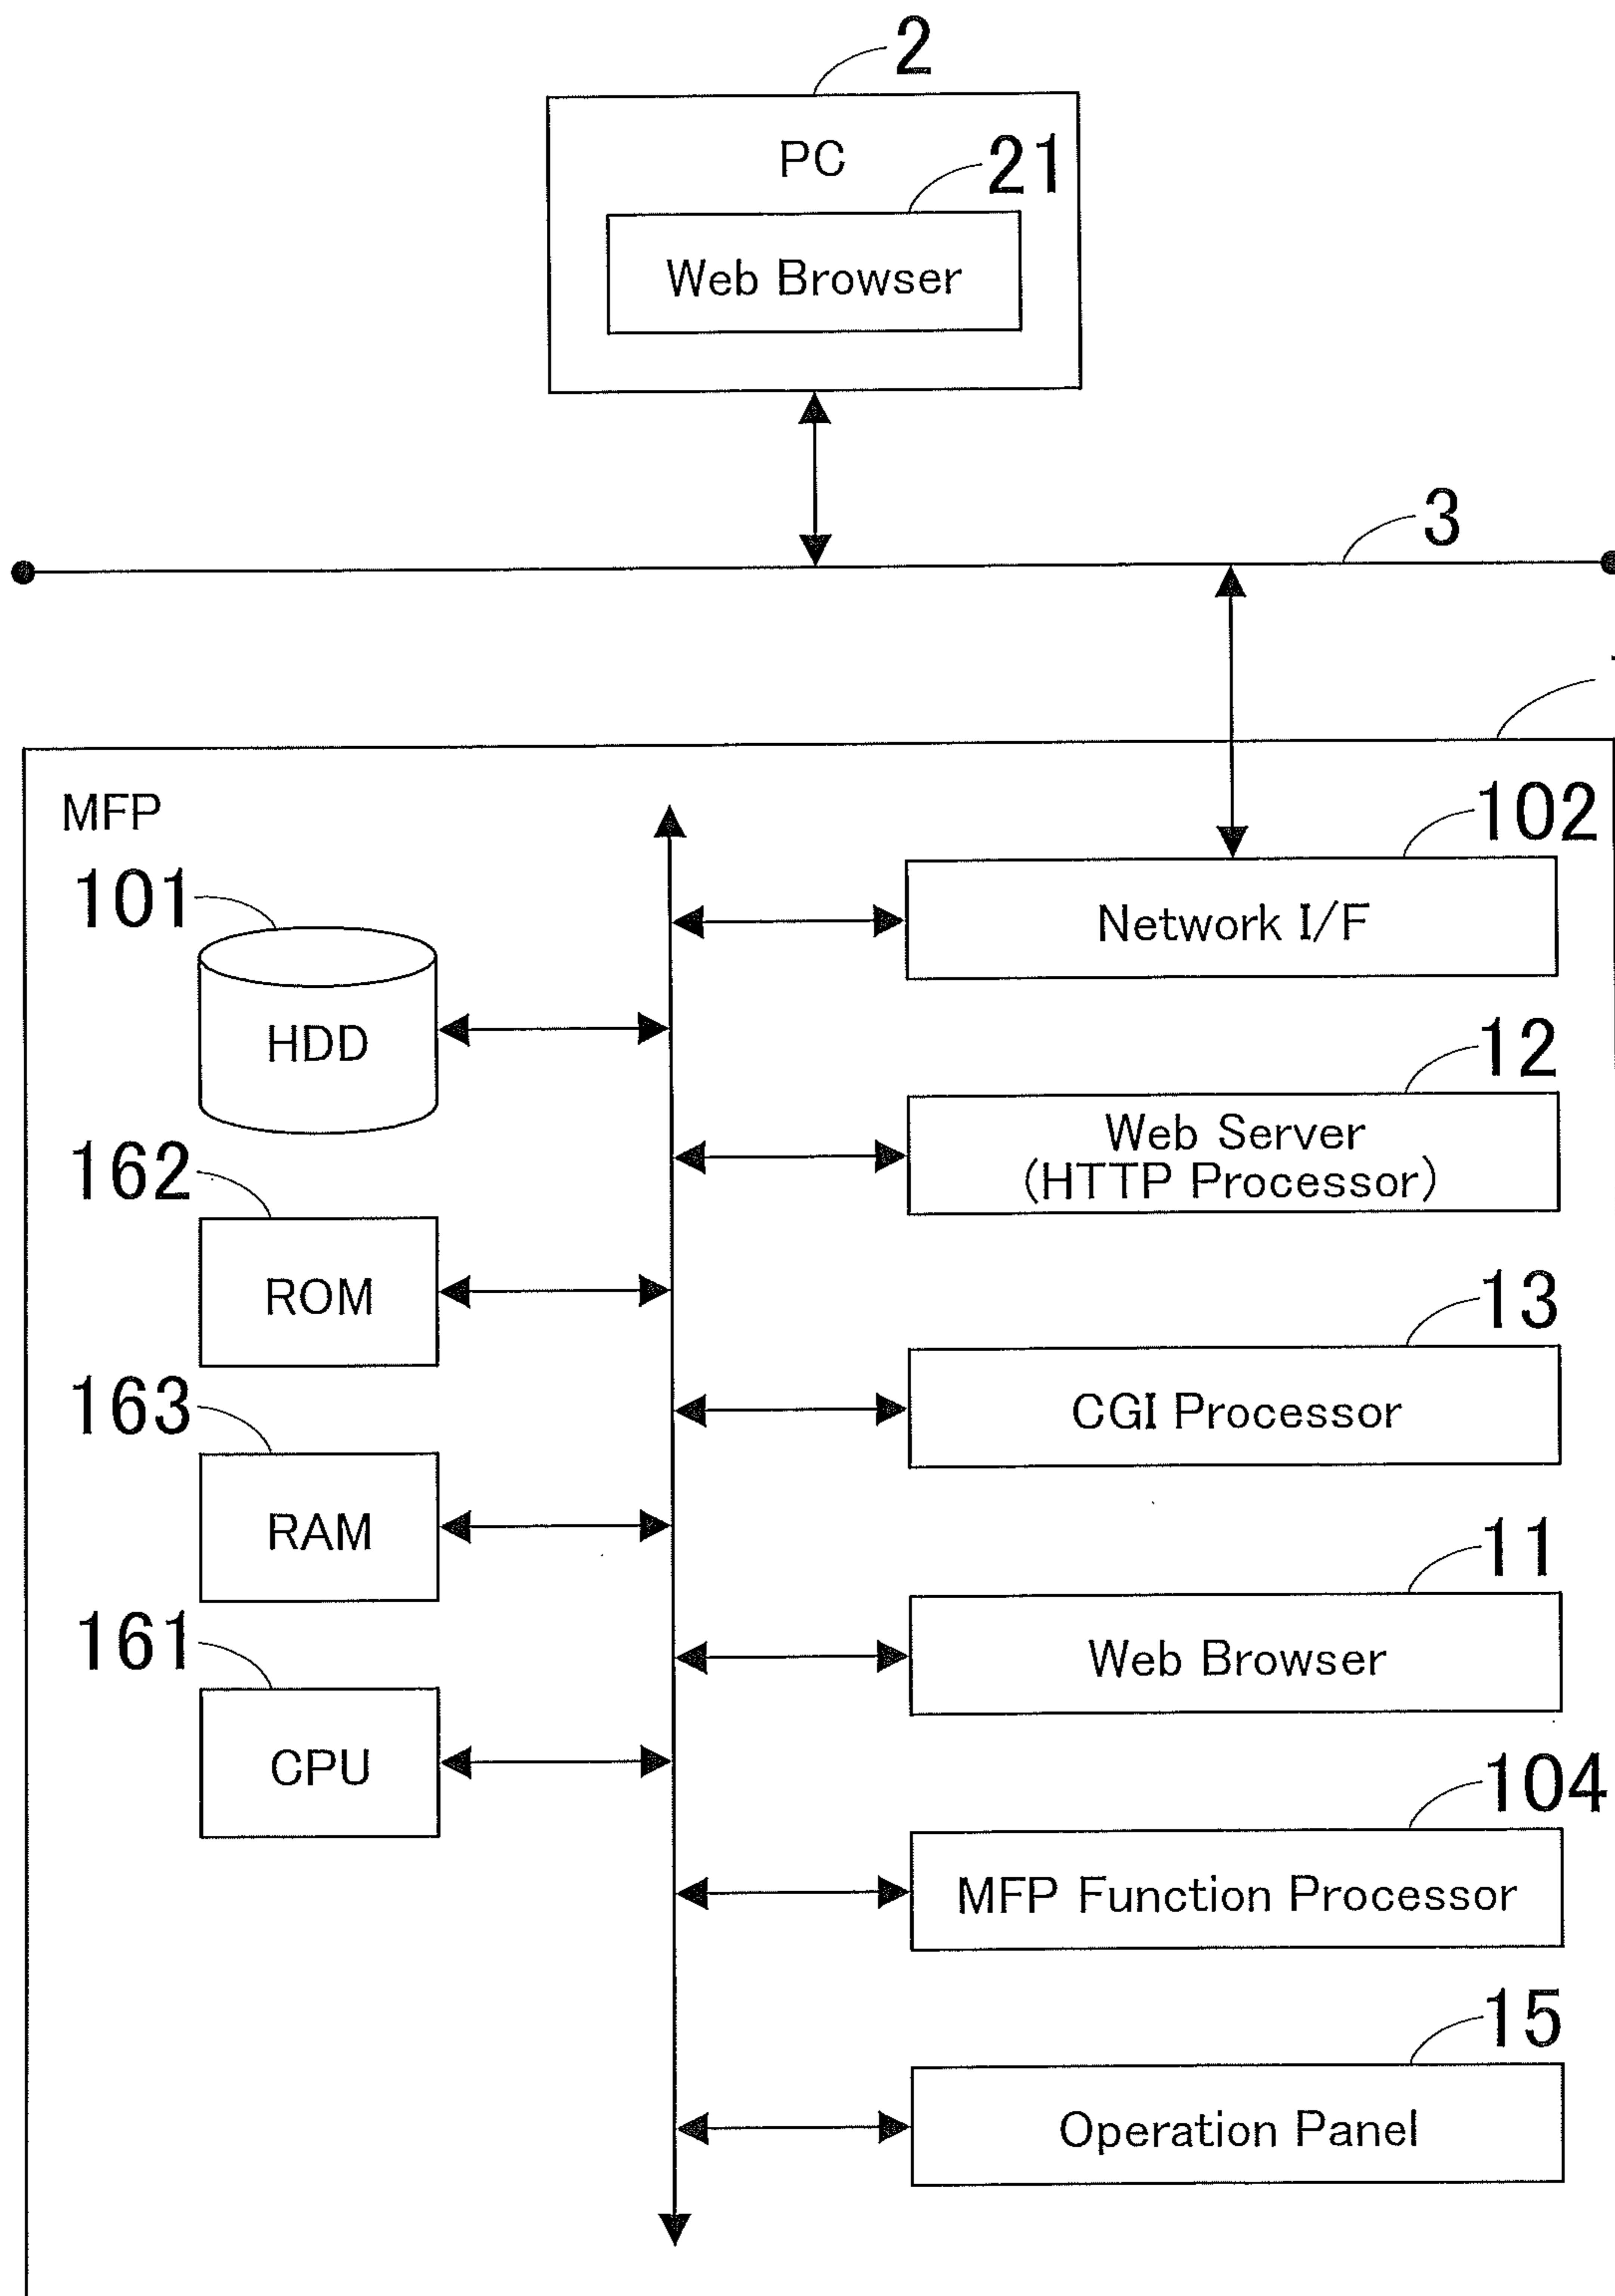 2
PC
21
Web Browser
3
MFP
102
Network I/F
101
HDD
12
Web Server
(HTTP Processor)
162
ROM
13
CGI Processor
163
RAM
11
Web Browser
161
CPU
104
MFP Function Processor
15
Operation Panel